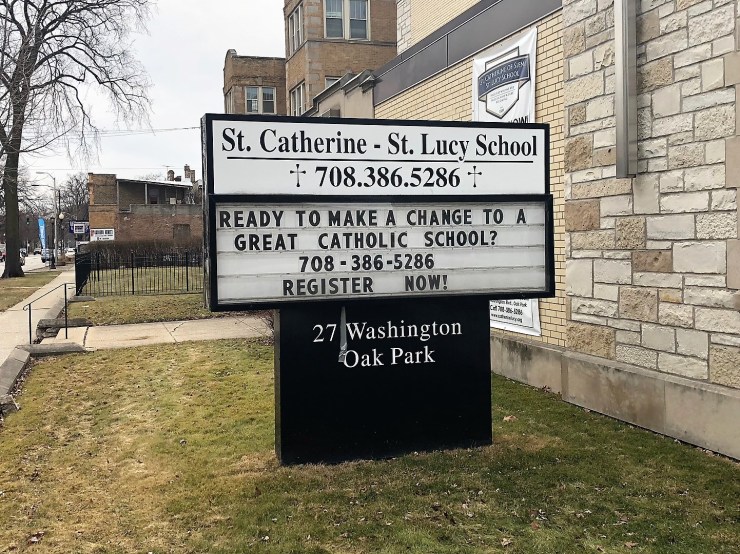 St. Catherine - St. Lucy School
† 708.386.5286 †
READY TO MAKE A CHANGE TO A
GREAT CATHOLIC SCHOOL?
708-386-5286
REGISTER NOW!
27 Washington
Oak Park